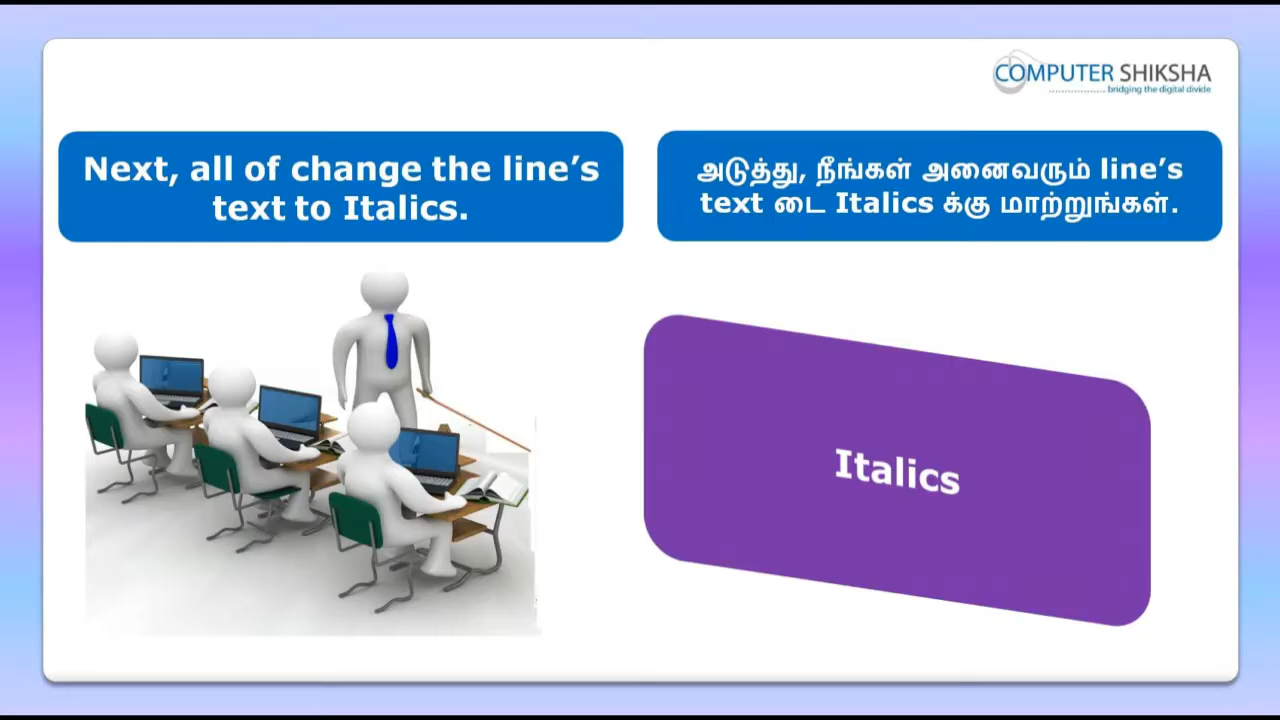 COMPUTER SHIKSHA
bridging the digital divide
Next, all of change the line’s
text to Italics.
அடுத்து, நீங்கள் அனைவரும் line’s
text டை Italics க்கு மாற்றுங்கள்.
Italics